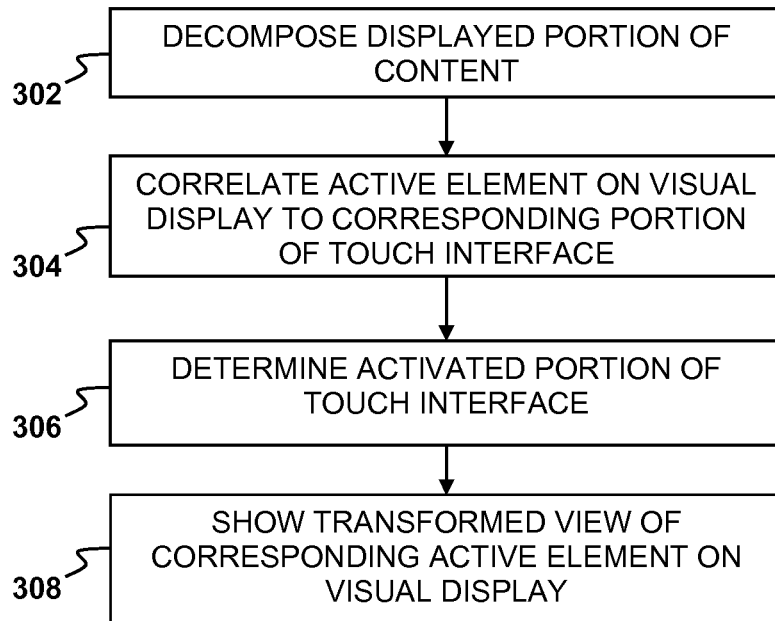 DECOMPOSE DISPLAYED PORTION OF
CONTENT
302
CORRELATE ACTIVE ELEMENT ON VISUAL
DISPLAY TO CORRESPONDING PORTION
OF TOUCH INTERFACE
304
DETERMINE ACTIVATED PORTION OF
TOUCH INTERFACE
306
SHOW TRANSFORMED VIEW OF
CORRESPONDING ACTIVE ELEMENT ON
VISUAL DISPLAY
308